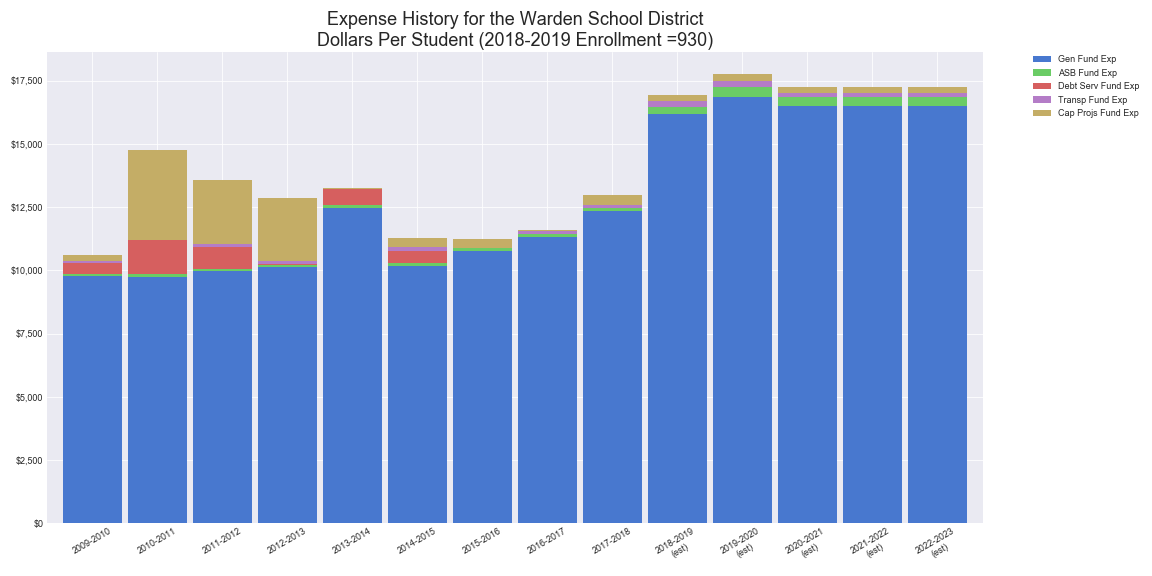 Expense History for the Warden School District
Dollars Per Student (2018-2019 Enrollment =930)
Gen Fund Exp
ASB Fund Exp
Debt Serv Fund Exp
Transp Fund Exp
Cap Projs Fund Exp
$17,500
$15,000
$12,500
$10,000
$7,500
$5,000
$2,500
$0
2009-2010
2010-2011
2011-2012
2012-2013
2013-2014
2014-2015
2015-2016
2016-2017
2017-2018
2018-2019
(est)
2019-2020
(est)
2020-2021
(est)
2021-2022
(est)
2022-2023
(est)